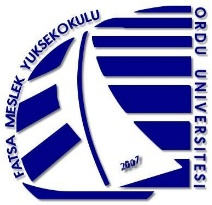 FATSA MESLEK YUKSEKOKULU
ORDU UNIVERSITESI
2007